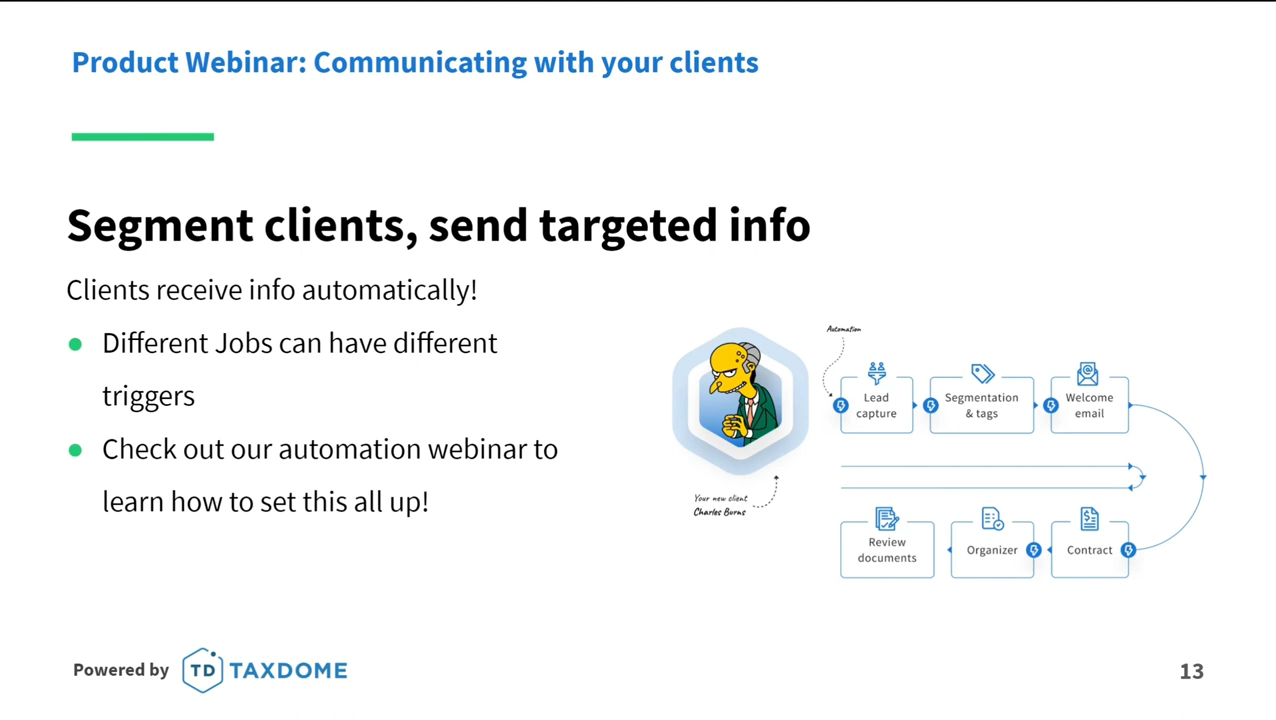 Product Webinar: Communicating with your clients
Segment clients, send targeted info
Clients receive info automatically!
Different Jobs can have different
triggers
Check out our automation webinar to
learn how to set this all up!
Automation
Lead
capture
Segmentation
& tags
Welcome
email
Your new client
Charles Burns
Review
documents
Organizer
Contract
Powered by TD TAXDOME
13